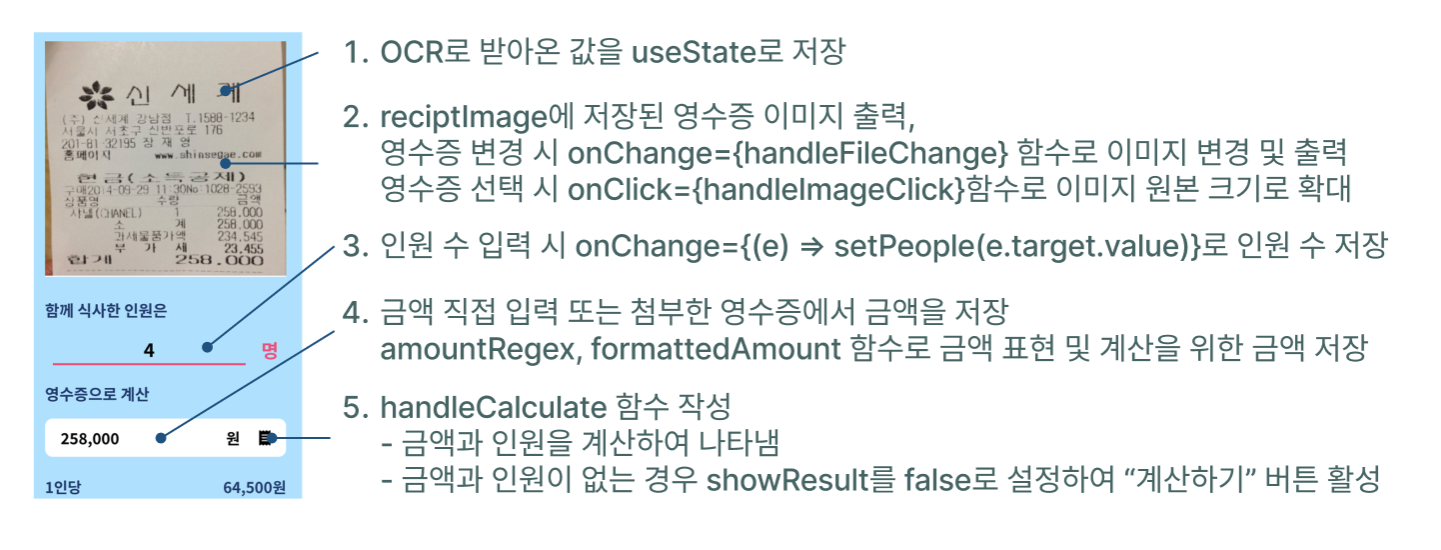 신 세 계
(주) 신세계 강남점 T.1588-1234
서울시 서초구 신반포로 176
201-81-32195 장 재 영
홈페이지 www.shinsegae.com
현금(소득공제)
구매2014-09-29 11:30No:1028-2593
상품명 수량 금액
샤넬(CHANEL) 1 258,000
소 계 258,000
과세물품가액 234,545
부 가 세 23,455
합계 258,000
함께 식사한 인원은
4 명
영수증으로 계산
258,000 원
1인당 64,500원
1. OCR로 받아온 값을 useState로 저장
2. reciptImage에 저장된 영수증 이미지 출력,
영수증 변경 시 onChange={handleFileChange} 함수로 이미지 변경 및 출력
영수증 선택 시 onClick={handleImageClick}함수로 이미지 원본 크기로 확대
3. 인원 수 입력 시 onChange={(e) => setPeople(e.target.value)}로 인원 수 저장
4. 금액 직접 입력 또는 첨부한 영수증에서 금액을 저장
amountRegex, formattedAmount 함수로 금액 표현 및 계산을 위한 금액 저장
5. handleCalculate 함수 작성
- 금액과 인원을 계산하여 나타냄
- 금액과 인원이 없는 경우 showResult를 false로 설정하여 “계산하기” 버튼 활성